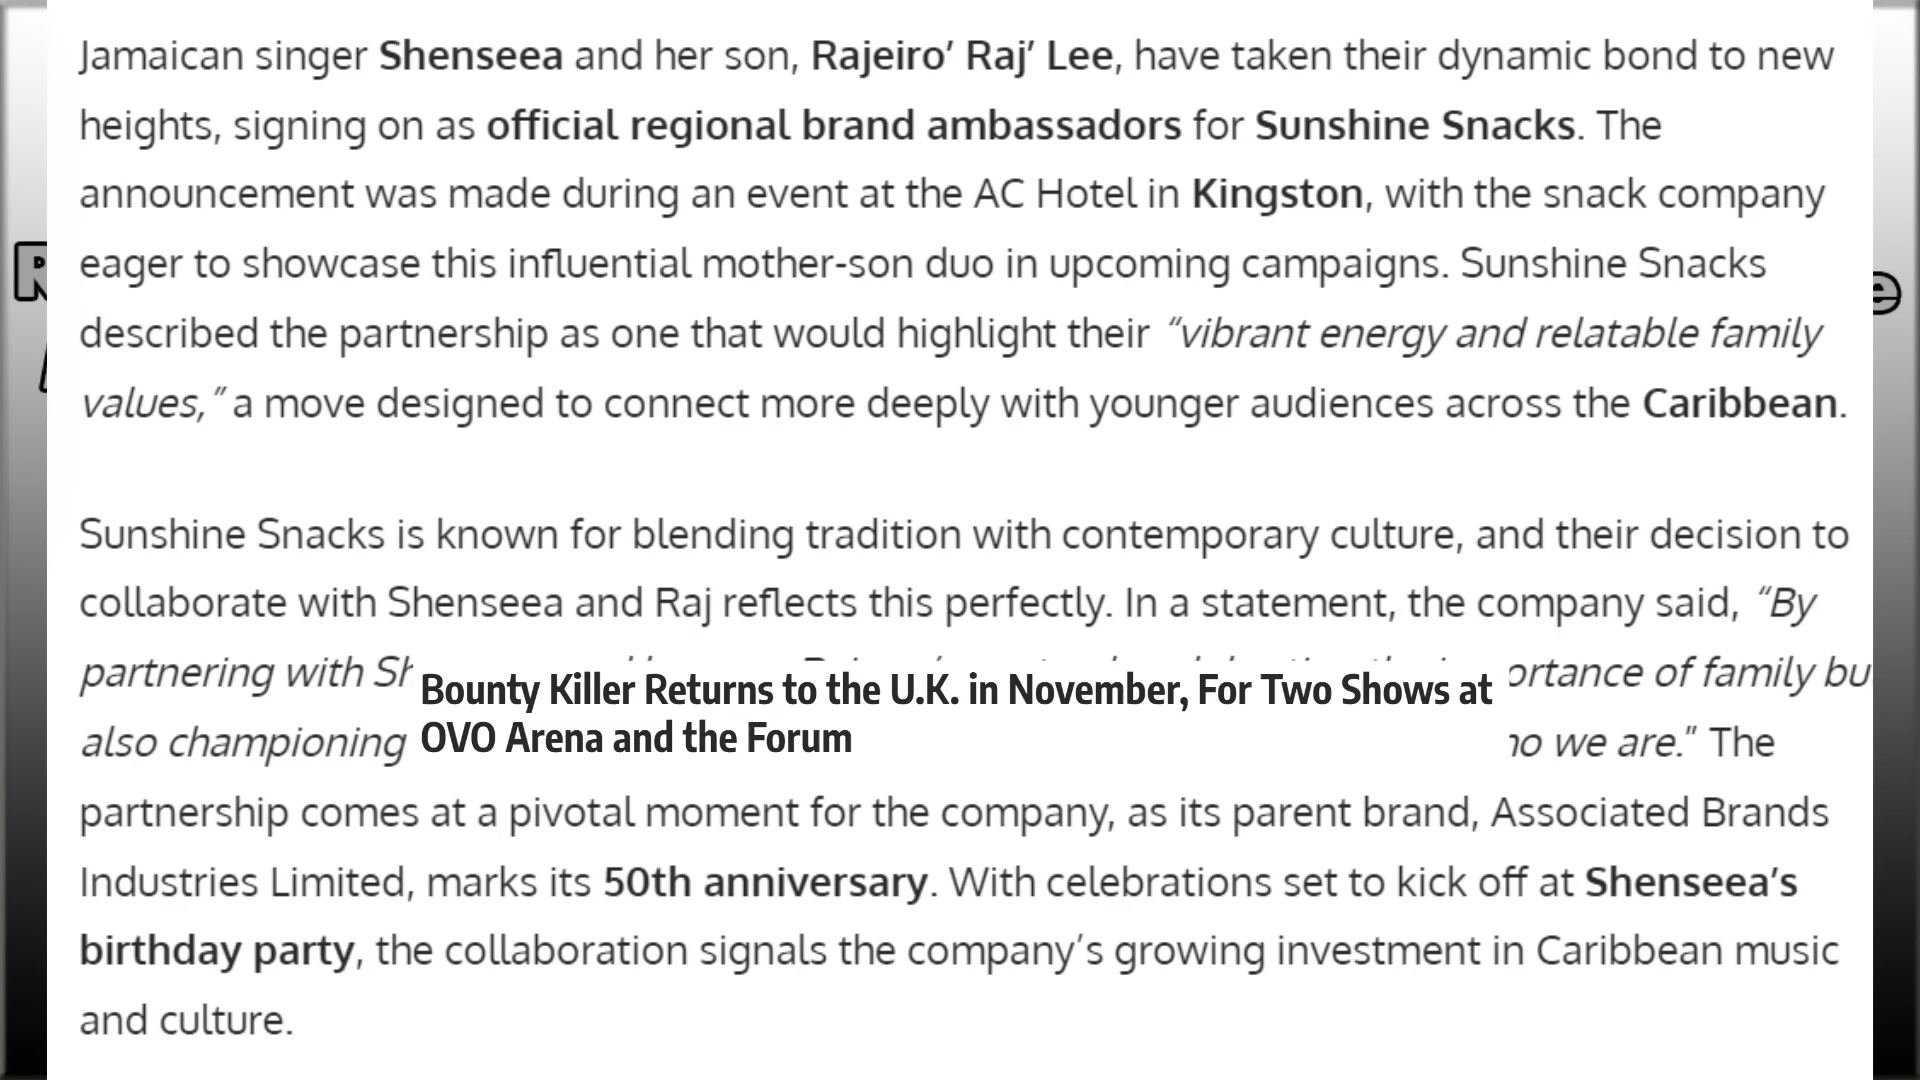 Jamaican singer Shenseea and her son, Rajeiro’ Raj’ Lee, have taken their dynamic bond to new
heights, signing on as official regional brand ambassadors for Sunshine Snacks. The
announcement was made during an event at the AC Hotel in Kingston, with the snack company
eager to showcase this influential mother-son duo in upcoming campaigns. Sunshine Snacks
described the partnership as one that would highlight their “vibrant energy and relatable family
values,” a move designed to connect more deeply with younger audiences across the Caribbean.
Sunshine Snacks is known for blending tradition with contemporary culture, and their decision to
collaborate with Shenseea and Raj reflects this perfectly. In a statement, the company said, “By
partnering with of family
also championing we are.” The
Bounty Killer Returns to the U.K. in November, For Two Shows at
OVO Arena and the Forum
partnership comes at a pivotal moment for the company, as its parent brand, Associated Brands
Industries Limited, marks its 50th anniversary. With celebrations set to kick off at Shenseea’s
birthday party, the collaboration signals the company’s growing investment in Caribbean music
and culture.